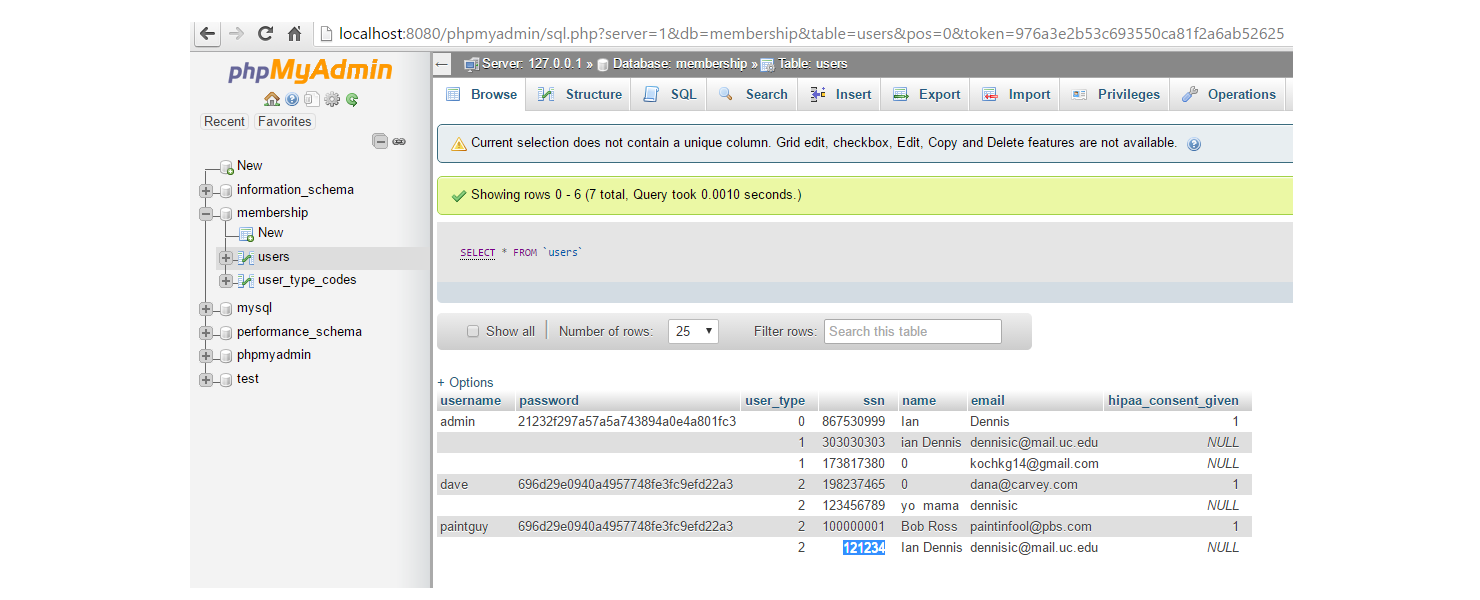 localhost:8080/phpmyadmin/sql.php?server=1&db=membership&table=users&pos=0&token=976a3e2b53c693550ca81f2a6ab52625
phpMyAdmin
Recent Favorites
New
information_schema
membership
New
users
user_type_codes
mysql
performance_schema
phpmyadmin
test
Server: 127.0.0.1 » Database: membership » Table: users
Browse Structure SQL Search Insert Export Import Privileges Operations
Current selection does not contain a unique column. Grid edit, checkbox, Edit, Copy and Delete features are not available.
Showing rows 0 - 6 (7 total, Query took 0.0010 seconds.)
SELECT * FROM `users`
Show all Number of rows: 25 Filter rows: Search this table
+ Options
username password user_type ssn name email hipaa_consent_given
admin 21232f297a57a5a743894a0e4a801fc3 0 867530999 Ian Dennis 1
1 303030303 ian Dennis dennisic@mail.uc.edu NULL
1 173817380 0 kochkg14@gmail.com NULL
dave 696d29e0940a4957748fe3fc9efd22a3 2 198237465 0 dana@carvey.com 1
2 123456789 yo mama dennisic NULL
paintguy 696d29e0940a4957748fe3fc9efd22a3 2 100000001 Bob Ross paintinfool@pbs.com 1
2 121234 Ian Dennis dennisic@mail.uc.edu NULL